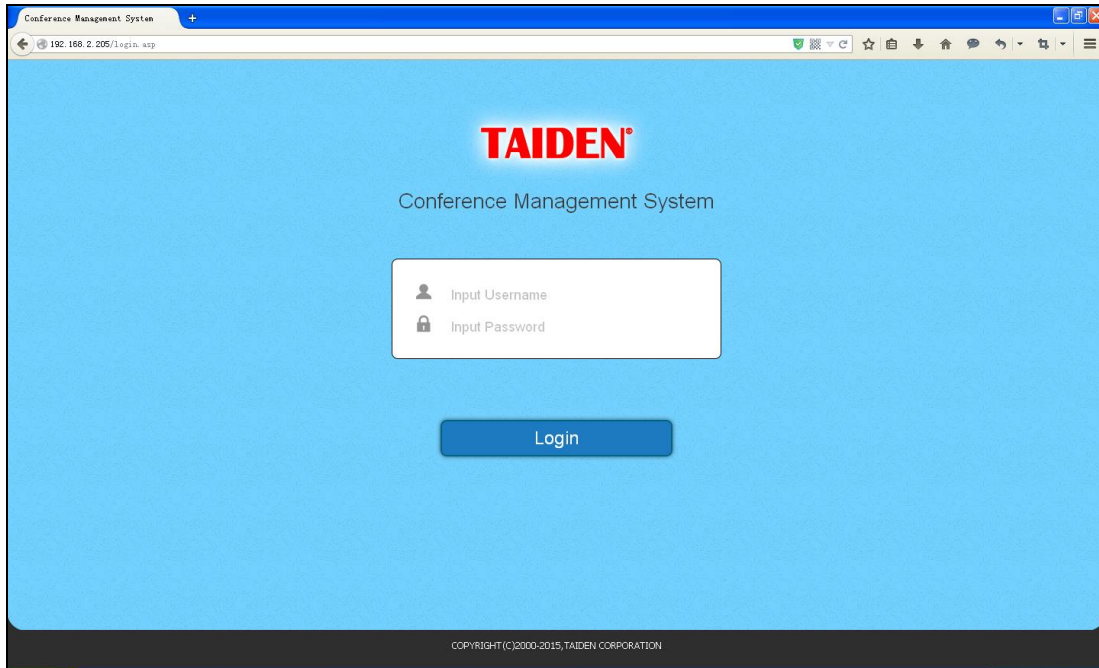 Conference Management System
192.168.2.205/login.asp
TAIDEN®
Conference Management System
Input Username
Input Password
Login
COPYRIGHT(C)2000-2015,TAIDEN CORPORATION